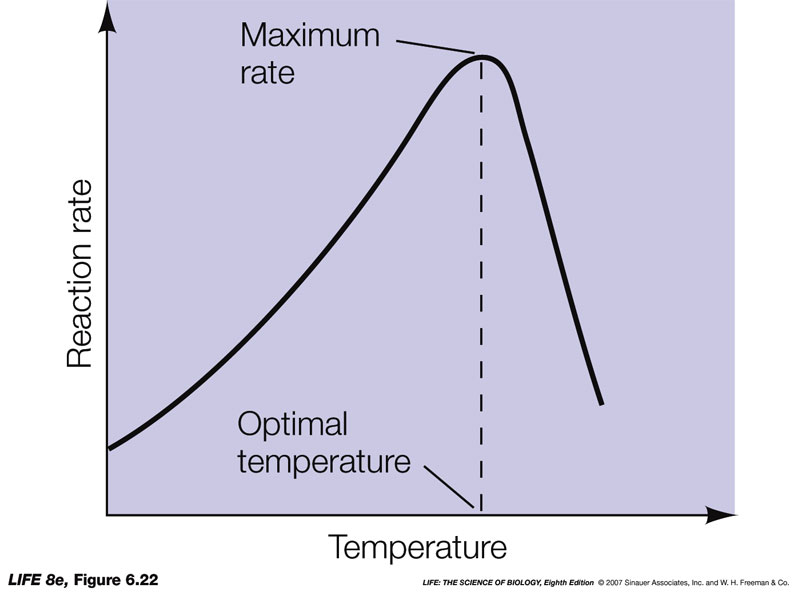 Maximum
rate
Reaction rate
Optimal
temperature
Temperature
LIFE 8e, Figure 6.22
LIFE: THE SCIENCE OF BIOLOGY, Eighth Edition © 2007 Sinauer Associates, Inc. and W. H. Freeman & Co.